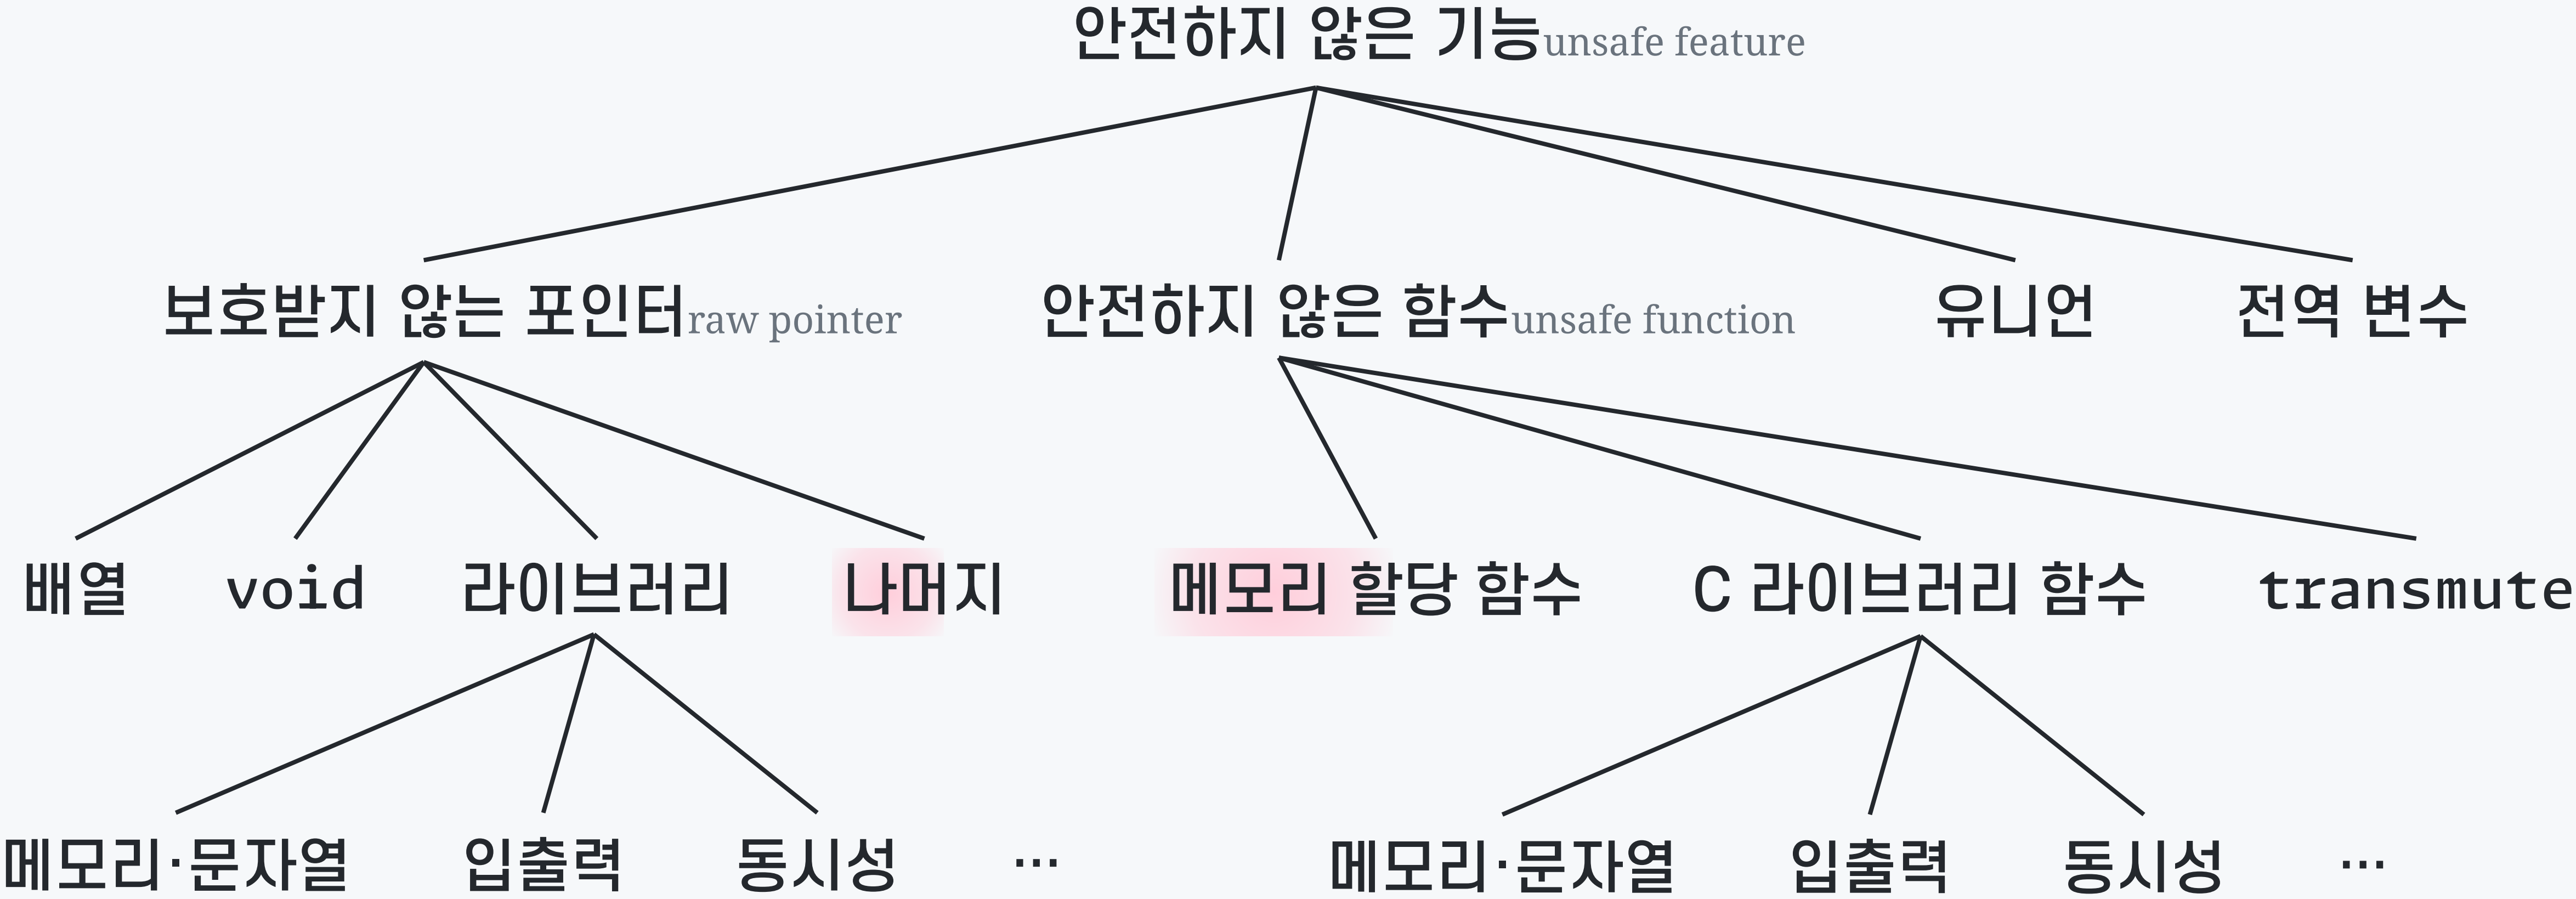 안전하지 않은 기능unsafe feature
보호받지 않는 포인터raw pointer 안전하지 않은 함수unsafe function 유니언 전역 변수
배열 void 라이브러리 나머지 메모리 할당 함수 C 라이브러리 함수 transmute
메모리·문자열 입출력 동시성 ⋯ 메모리·문자열 입출력 동시성 ⋯